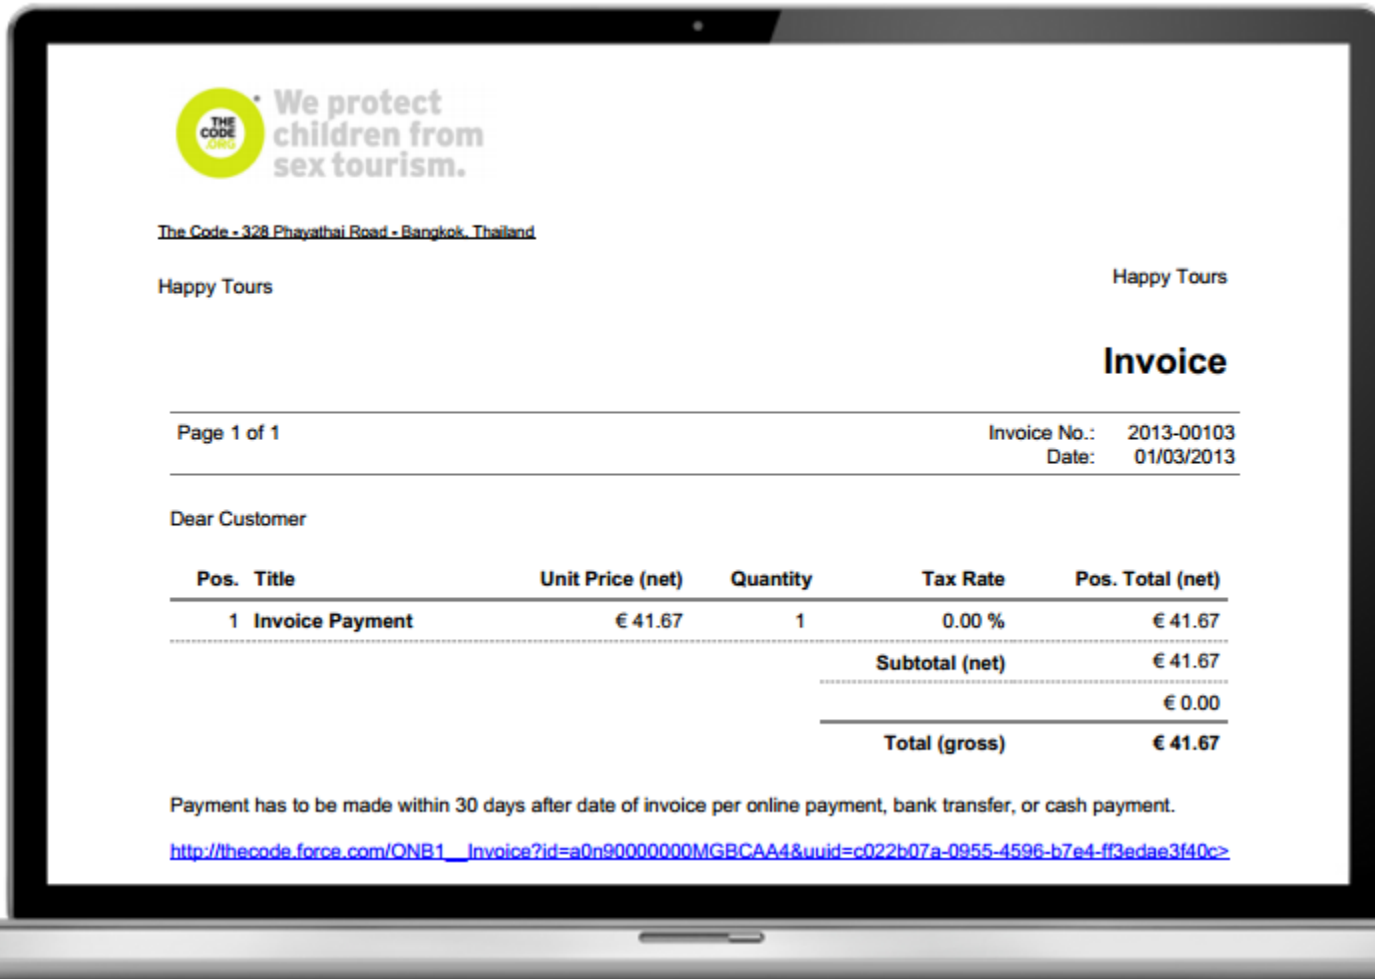 THE
CODE
.ORG
We protect
children from
sex tourism.
The Code - 328 Phayathai Road - Bangkok, Thailand
Happy Tours
Happy Tours
Invoice
Page 1 of 1
Invoice No.: 2013-00103
Date: 01/03/2013
Dear Customer
Pos. Title Unit Price (net) Quantity Tax Rate Pos. Total (net)
1 Invoice Payment € 41.67 1 0.00 % € 41.67
Subtotal (net) € 41.67
€ 0.00
Total (gross) € 41.67
Payment has to be made within 30 days after date of invoice per online payment, bank transfer, or cash payment.
http://thecode.force.com/ONB1__Invoice?id=a0n90000000MGBCAA4&uuid=c022b07a-0955-4596-b7e4-ff3edae3f40c>